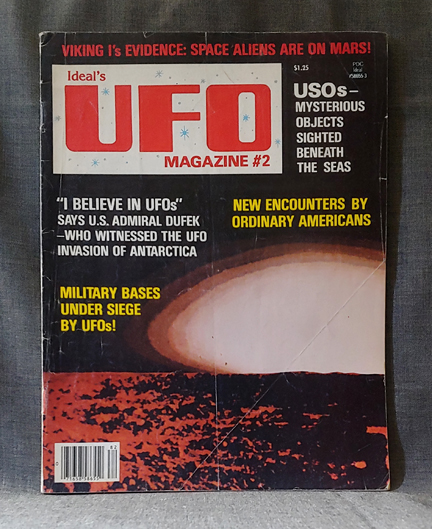 VIKING I's EVIDENCE: SPACE ALIENS ARE ON MARS!
Ideal's
UFO
MAGAZINE #2
$1.25
PDC
Ideal
USOs–
MYSTERIOUS
OBJECTS
SIGHTED
BENEATH
THE SEAS
"I BELIEVE IN UFOs"
SAYS U.S. ADMIRAL DUFEK
–WHO WITNESSED THE UFO
INVASION OF ANTARCTICA
NEW ENCOUNTERS BY
ORDINARY AMERICANS
MILITARY BASES
UNDER SIEGE
BY UFOs!